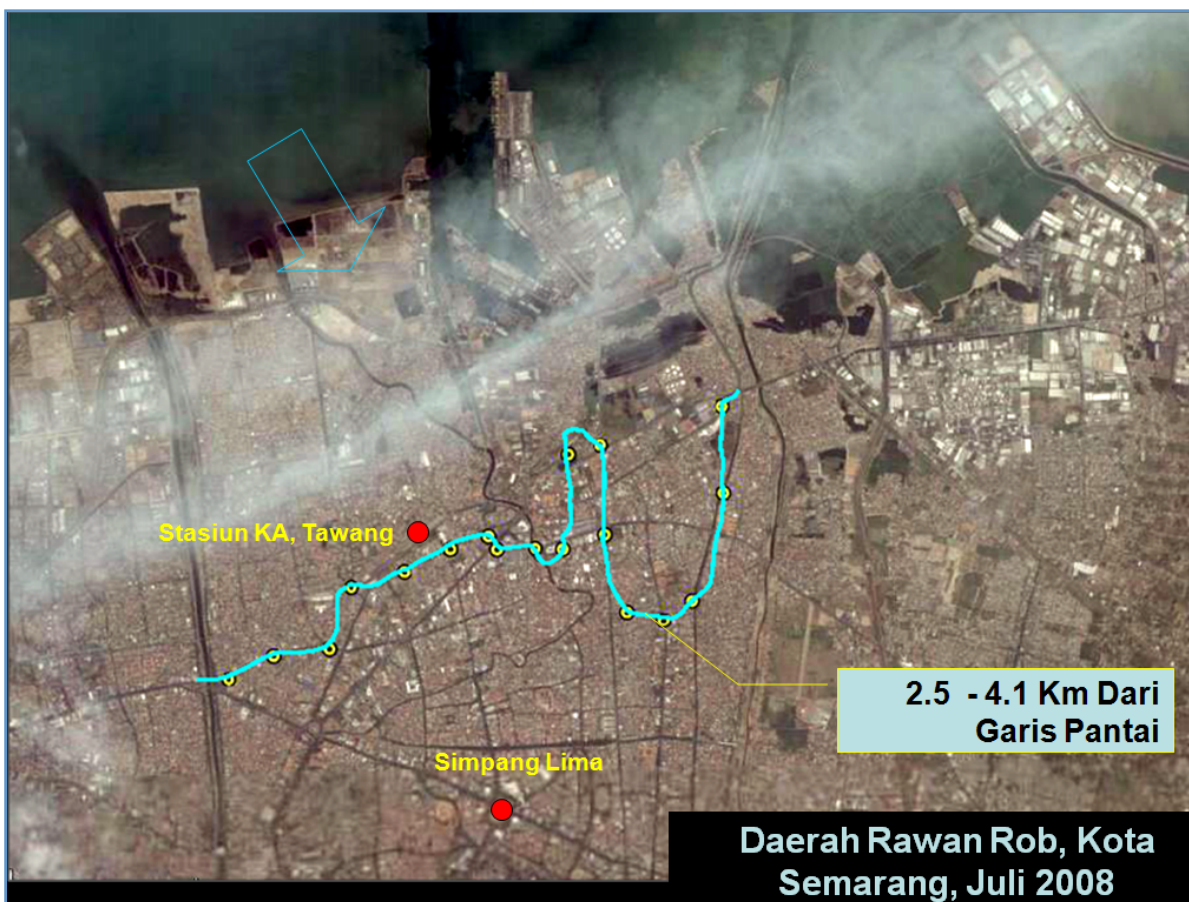 Stasiun KA, Tawang
2.5 - 4.1 Km Dari
Garis Pantai
Simpang Lima
Daerah Rawan Rob, Kota
Semarang, Juli 2008